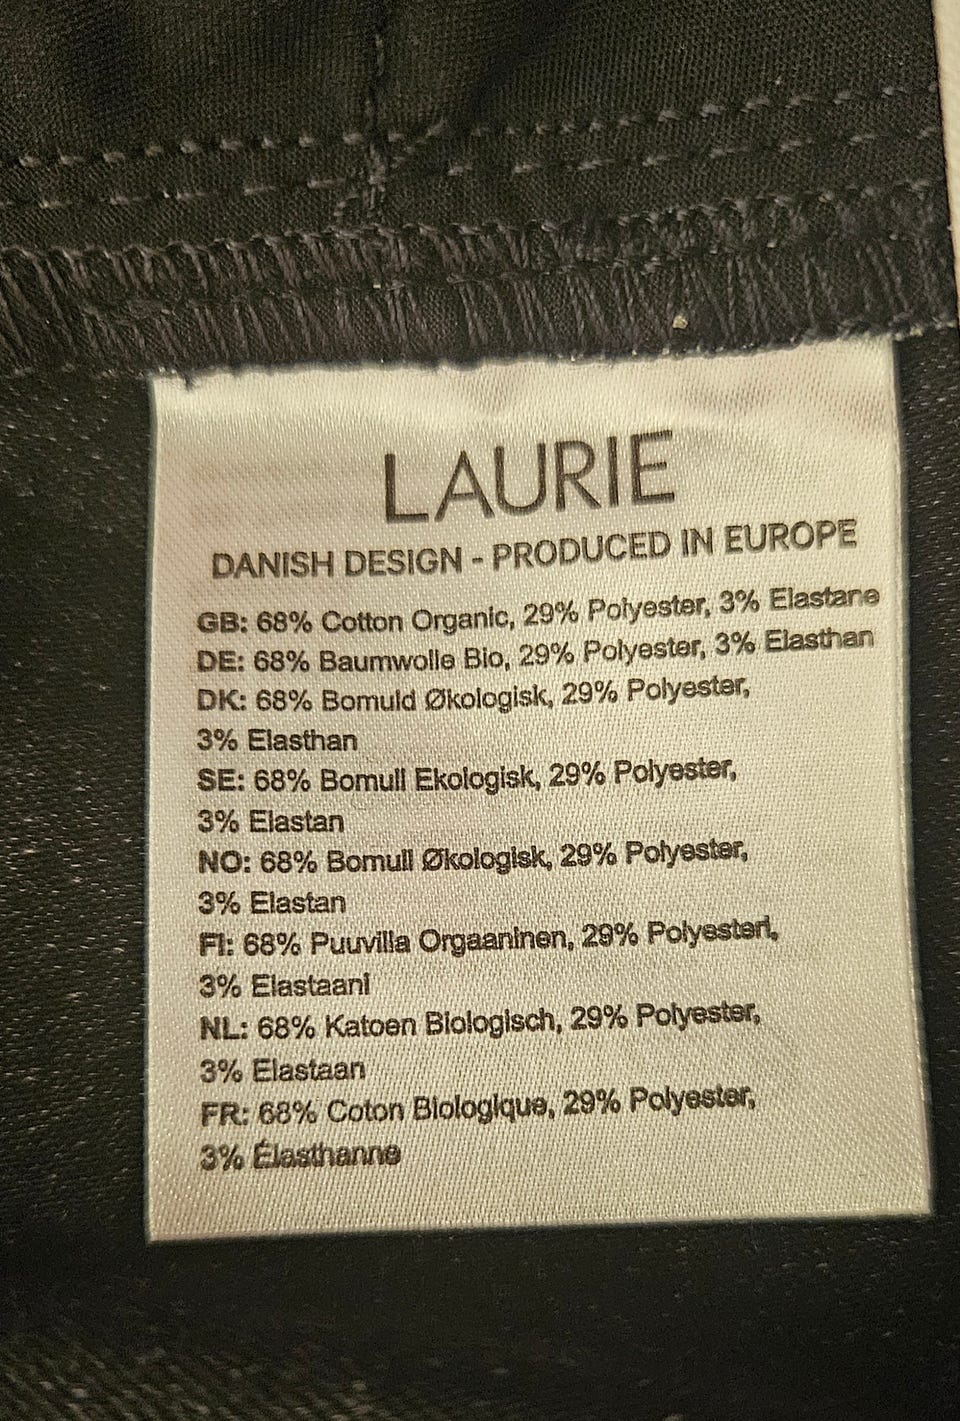 LAURIE
DANISH DESIGN - PRODUCED IN EUROPE
GB: 68% Cotton Organic, 29% Polyester, 3% Elastane
DE: 68% Baumwolle Bio, 29% Polyester, 3% Elasthan
DK: 68% Bomuld Økologisk, 29% Polyester,
3% Elasthan
SE: 68% Bomull Ekologisk, 29% Polyester,
3% Elastan
NO: 68% Bomull Økologisk, 29% Polyester,
3% Elastan
FI: 68% Puuvilla Orgaaninen, 29% Polyesteri,
3% Elastaani
NL: 68% Katoen Biologisch, 29% Polyester,
3% Elastaan
FR: 68% Coton Biologique, 29% Polyester,
3% Élasthanne